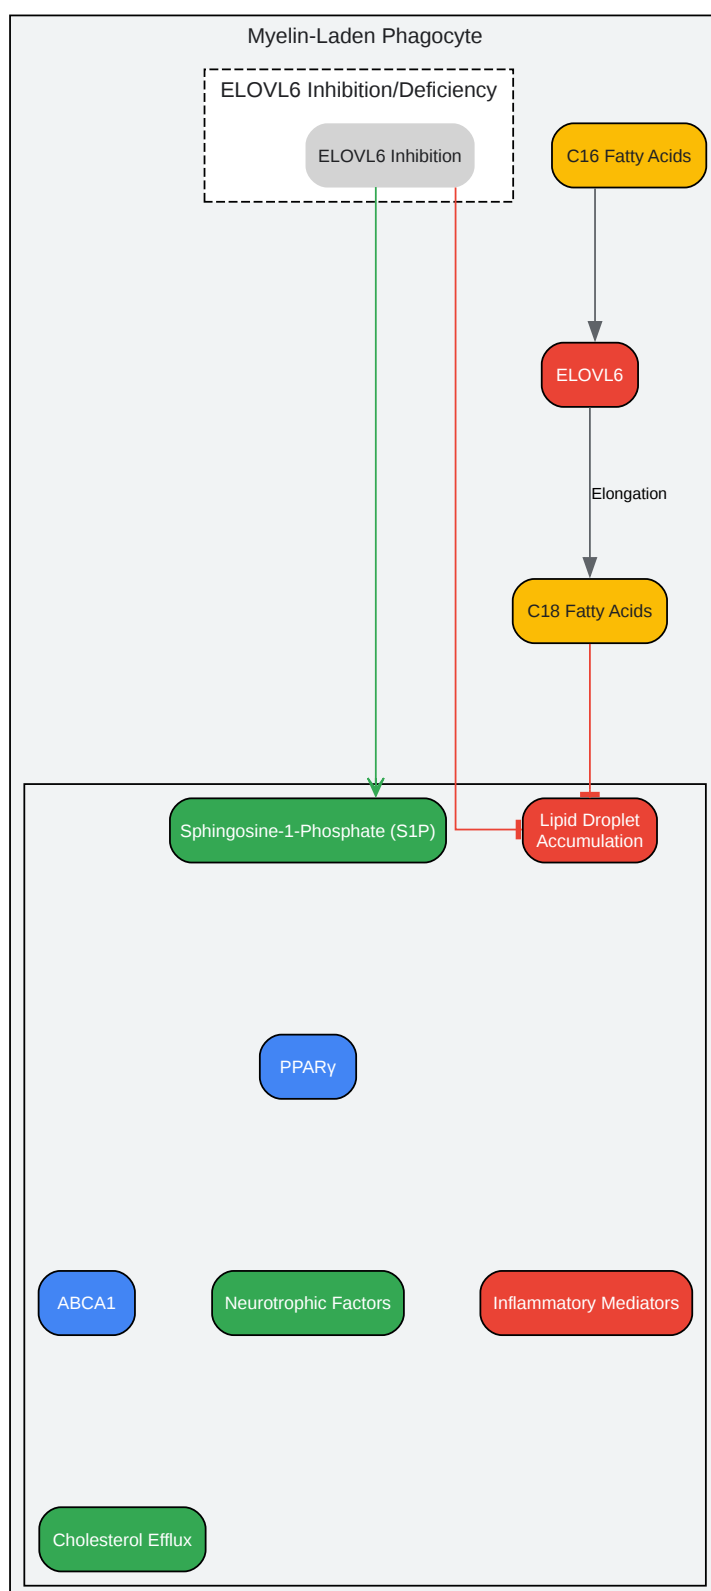 Myelin-Laden Phagocyte
ELOVL6 Inhibition/Deficiency
ELOVL6 Inhibition
C16 Fatty Acids
ELOVL6
Elongation
C18 Fatty Acids
Sphingosine-1-Phosphate (S1P)
Lipid Droplet
Accumulation
PPARγ
ABCA1
Neurotrophic Factors
Inflammatory Mediators
Cholesterol Efflux